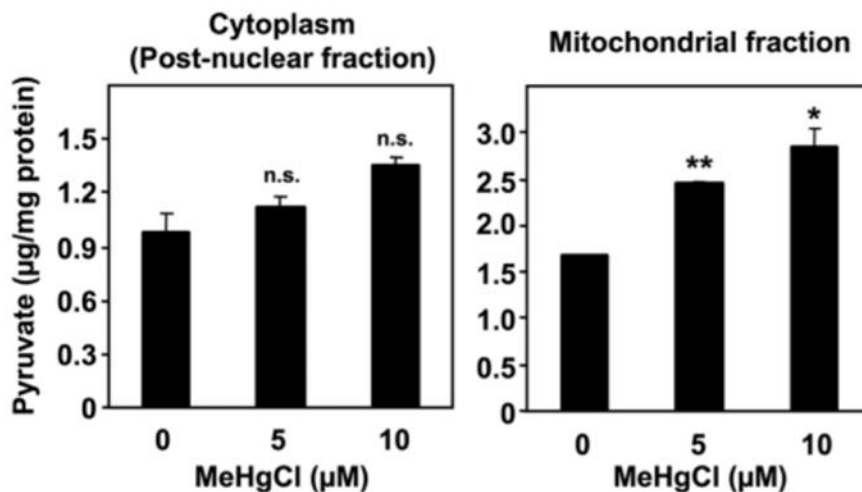 Cytoplasm
(Post-nuclear fraction)
Pyruvate (µg/mg protein)
1.5
1.2
0.9
0.6
0.3
0
n.s.
n.s.
0 5 10
MeHgCl (µM)
Mitochondrial fraction
3.0
2.5
2.0
1.5
1.0
0.5
0
**
*
0 5 10
MeHgCl (µM)